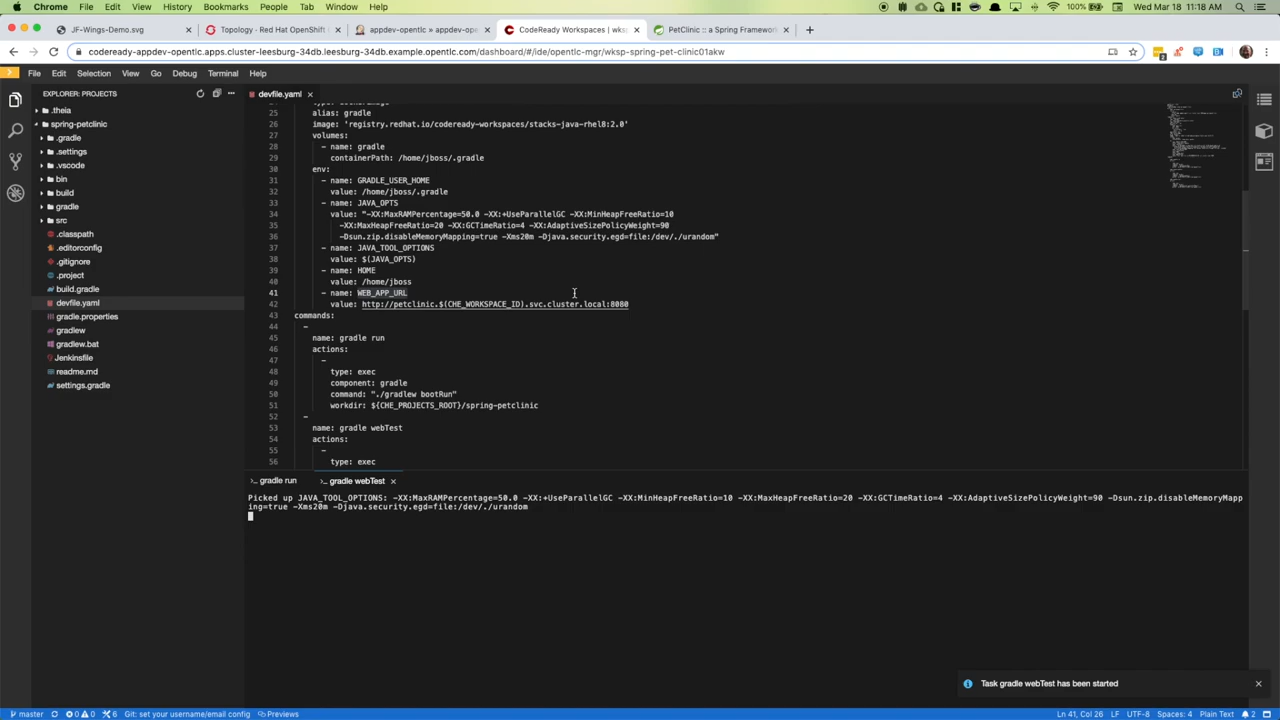 Chrome File Edit View History Bookmarks People Tab Window Help 100% Wed Mar 18 11:18 AM
JF-Wings-Demo.svg Topology - Red Hat OpenShift appdev-opentlc » appdev-ope CodeReady Workspaces | wks PetClinic :: a Spring Framework
codeready-appdev-opentlc.apps.cluster-leesburg-34db.leesburg-34db.example.opentlc.com/dashboard/#/ide/opentlc-mgr/wksp-spring-pet-clinic01akw
File Edit Selection View Go Debug Terminal Help
EXPLORER: PROJECTS
.theia
spring-petclinic
.gradle
.settings
.vscode
bin
build
gradle
src
.classpath
.editorconfig
.gitignore
.project
build.gradle
devfile.yaml
gradle.properties
gradlew
gradlew.bat
Jenkinsfile
readme.md
settings.gradle
devfile.yaml
25 alias: gradle
26 image: 'registry.redhat.io/codeready-workspaces/stacks-java-rhel8:2.0'
27 volumes:
28 - name: gradle
29 containerPath: /home/jboss/.gradle
30 env:
31 - name: GRADLE_USER_HOME
32 value: /home/jboss/.gradle
33 - name: JAVA_OPTS
34 value: "-XX:MaxRAMPercentage=50.0 -XX:+UseParallelGC -XX:MinHeapFreeRatio=10
35 -XX:MaxHeapFreeRatio=20 -XX:GCTimeRatio=4 -XX:AdaptiveSizePolicyWeight=90
36 -Dsun.zip.disableMemoryMapping=true -Xms20m -Djava.security.egd=file:/dev/./urandom"
37 - name: JAVA_TOOL_OPTIONS
38 value: $(JAVA_OPTS)
39 - name: HOME
40 value: /home/jboss
41 - name: WEB_APP_URL
42 value: http://petclinic.$(CHE_WORKSPACE_ID).svc.cluster.local:8080
43 commands:
44 -
45 name: gradle run
46 actions:
47 -
48 type: exec
49 component: gradle
50 command: "./gradlew bootRun"
51 workdir: ${CHE_PROJECTS_ROOT}/spring-petclinic
52 -
53 name: gradle webTest
54 actions:
55 -
56 type: exec
gradle run gradle webTest
Picked up JAVA_TOOL_OPTIONS: -XX:MaxRAMPercentage=50.0 -XX:+UseParallelGC -XX:MinHeapFreeRatio=10 -XX:MaxHeapFreeRatio=20 -XX:GCTimeRatio=4 -XX:AdaptiveSizePolicyWeight=90 -Dsun.zip.disableMemoryMapp
ing=true -Xms20m -Djava.security.egd=file:/dev/./urandom
Task gradle webTest has been started
master 0 0 6 Git: set your username/email config Previews Ln 41, Col 26 LF UTF-8 Spaces: 4 Plain Text 2